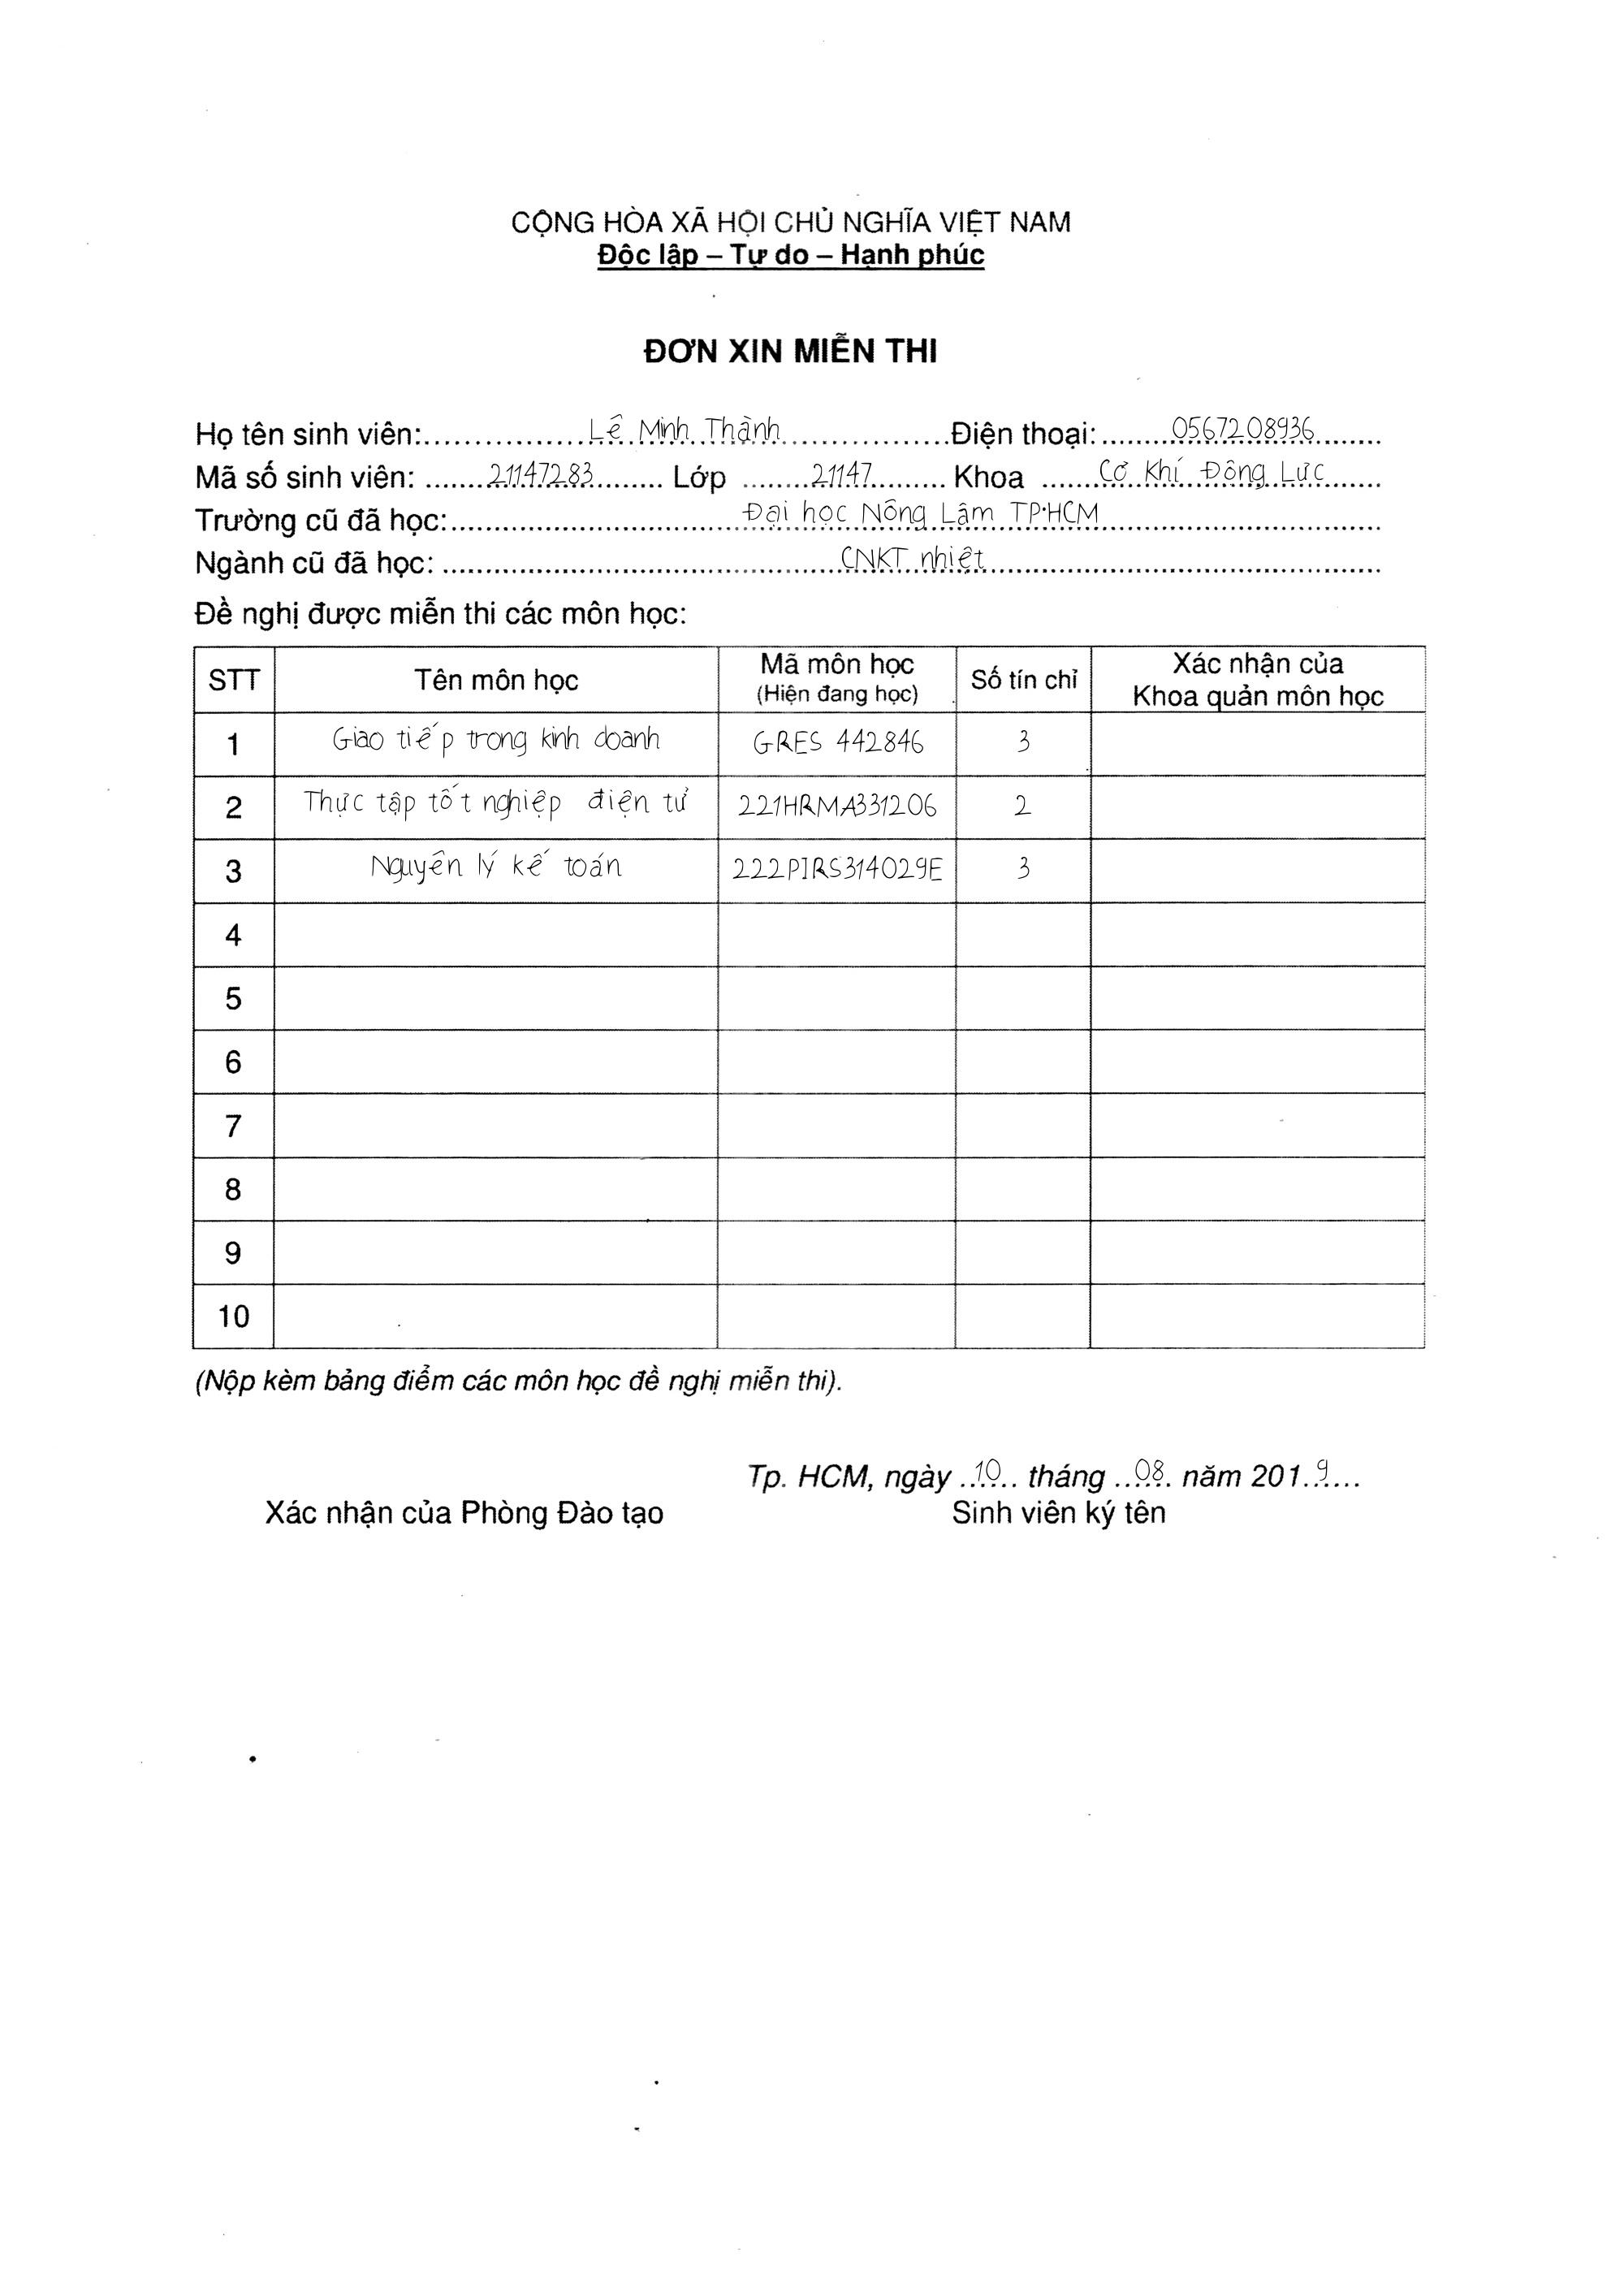 CỘNG HÒA XÃ HỘI CHỦ NGHĨA VIỆT NAM
Độc lập – Tự do – Hạnh phúc
ĐƠN XIN MIỄN THI
Họ tên sinh viên: Lê Minh Thành Điện thoại: 0567208936
Mã số sinh viên: 21147283 Lớp 21147 Khoa Cơ Khí Động Lực
Trường cũ đã học: Đại học Nông Lâm TP.HCM
Ngành cũ đã học: CNKT nhiệt
Đề nghị được miễn thi các môn học:
STT Tên môn học Mã môn học (Hiện đang học) Số tín chỉ Xác nhận của Khoa quản môn học
1 Giao tiếp trong kinh doanh GRES 442846 3
2 Thực tập tốt nghiệp điện tử 221HRMA331206 2
3 Nguyên lý kế toán 222PIRS314029E 3
4
5
6
7
8
9
10
(Nộp kèm bảng điểm các môn học đề nghị miễn thi).
Tp. HCM, ngày 10 tháng 08 năm 2019
Xác nhận của Phòng Đào tạo Sinh viên ký tên